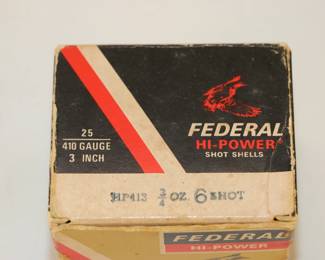 25
410 GAUGE
3 INCH
FEDERAL
HI-POWER
SHOT SHELLS
HP413 3/4 OZ. 6 SHOT
FEDERAL
HI-POWER